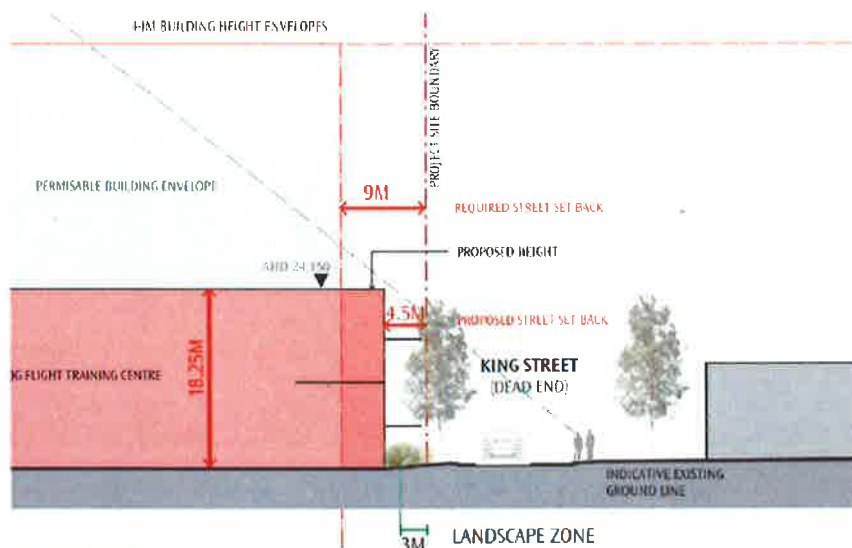 BUILDING HEIGHT ENVELOPES
PROJECT SITE BOUNDARY
PERMISABLE BUILDING ENVELOPE
9M
REQUIRED STREET SET BACK
PROPOSED HEIGHT
4.5M
PROPOSED STREET SET BACK
18.25M
FLIGHT TRAINING CENTRE
KING STREET
(DEAD END)
INDICATIVE EXISTING
GROUND LINE
3M
LANDSCAPE ZONE